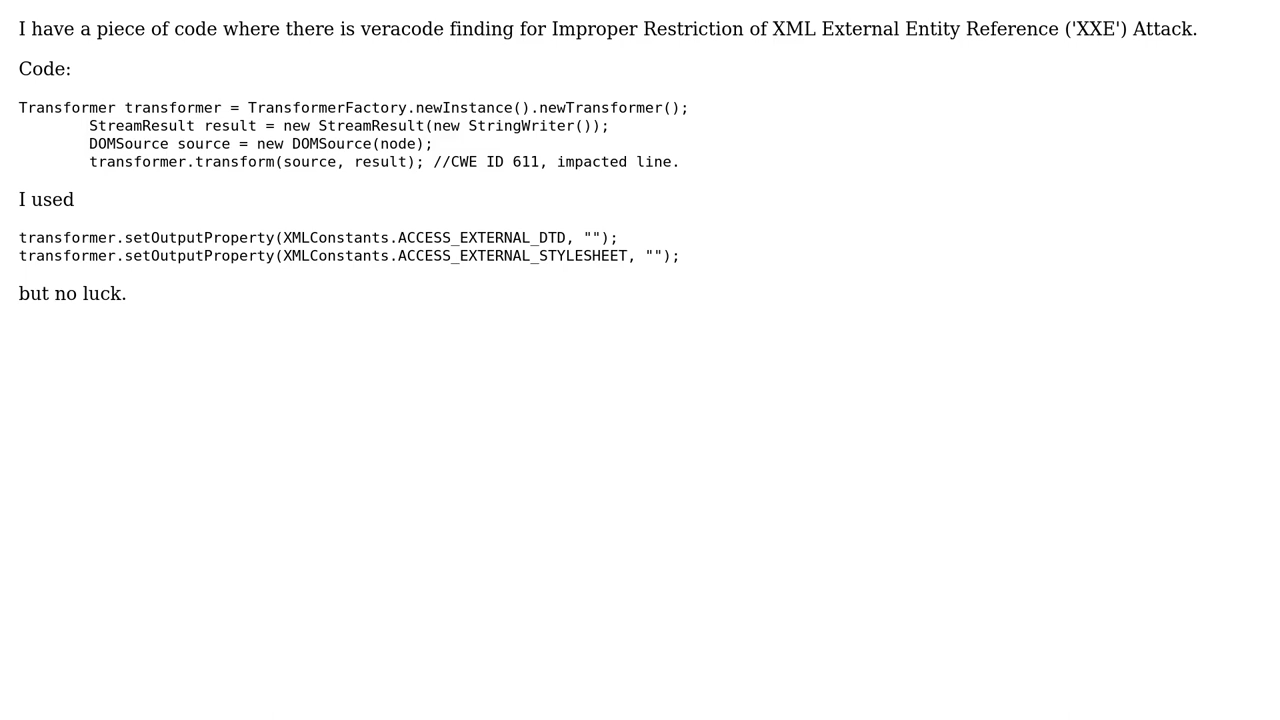 I have a piece of code where there is veracode finding for Improper Restriction of XML External Entity Reference ('XXE') Attack.
Code:
Transformer transformer = TransformerFactory.newInstance().newTransformer();
        StreamResult result = new StreamResult(new StringWriter());
        DOMSource source = new DOMSource(node);
        transformer.transform(source, result); //CWE ID 611, impacted line.
I used
transformer.setOutputProperty(XMLConstants.ACCESS_EXTERNAL_DTD, "");
transformer.setOutputProperty(XMLConstants.ACCESS_EXTERNAL_STYLESHEET, "");
but no luck.